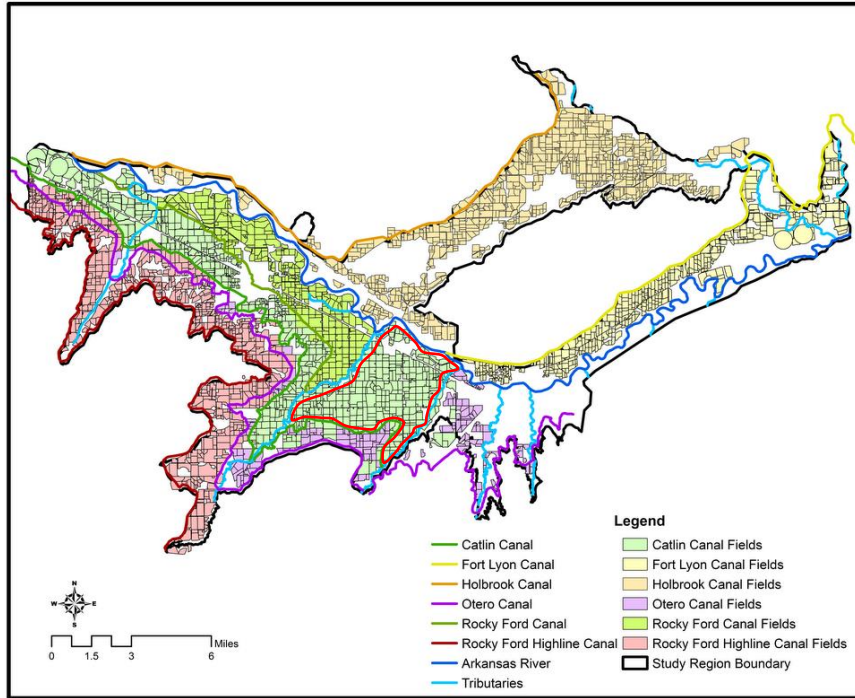 Legend
Catlin Canal
Fort Lyon Canal
Holbrook Canal
Otero Canal
Rocky Ford Canal
Rocky Ford Highline Canal
Arkansas River
Tributaries
Catlin Canal Fields
Fort Lyon Canal Fields
Holbrook Canal Fields
Otero Canal Fields
Rocky Ford Canal Fields
Rocky Ford Highline Canal Fields
Study Region Boundary
N
W E
S
Miles
0 1.5 3 6